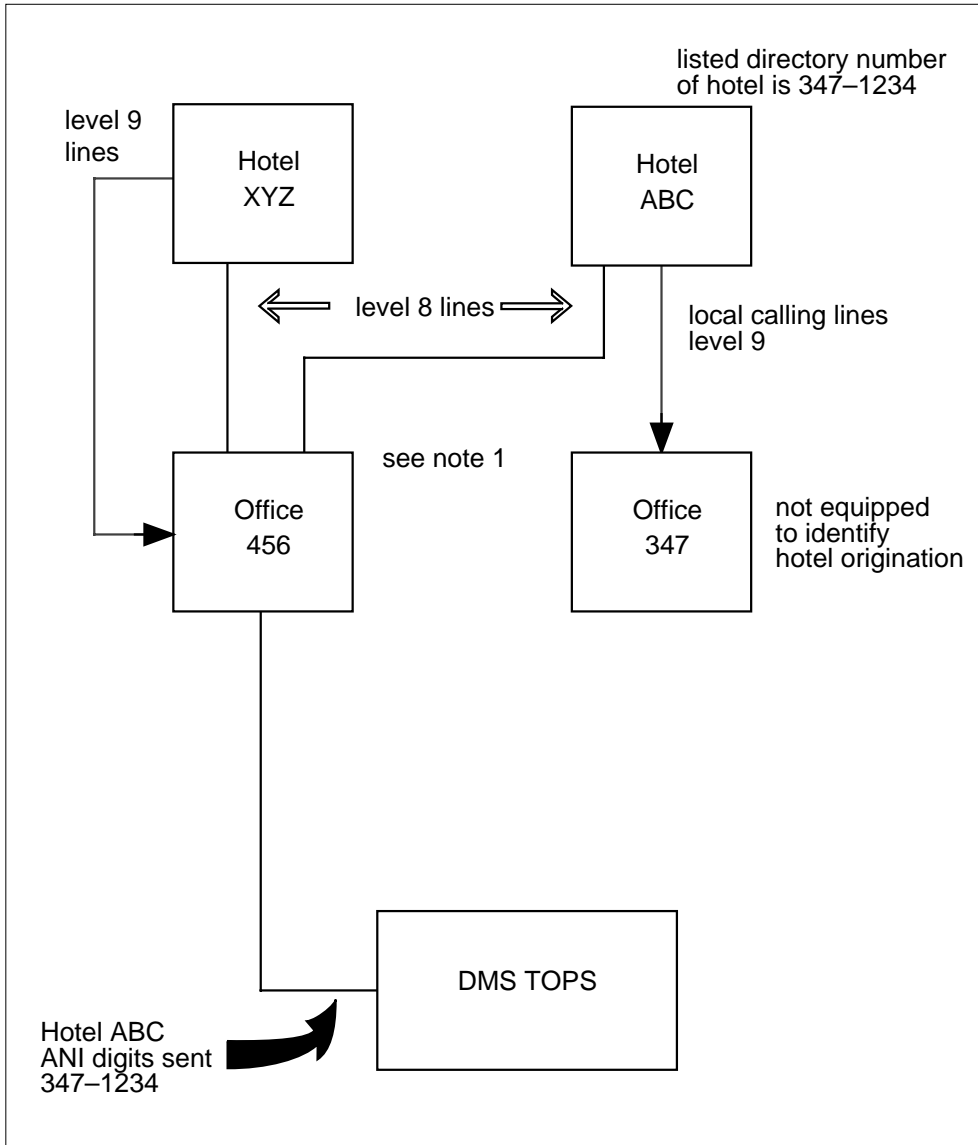 listed directory number
of hotel is 347–1234
level 9
lines
Hotel
XYZ
Hotel
ABC
level 8 lines
local calling lines
level 9
see note 1
Office
456
Office
347
not equipped
to identify
hotel origination
DMS TOPS
Hotel ABC
ANI digits sent
347–1234